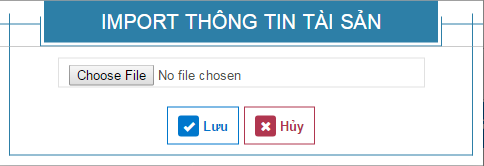 IMPORT THÔNG TIN TÀI SẢN
Choose File No file chosen
Lưu Hủy